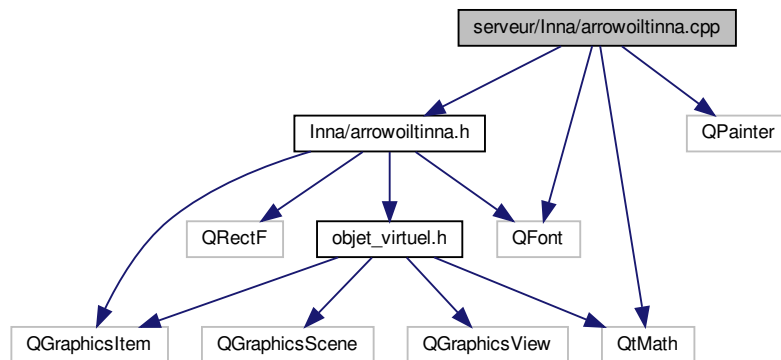 serveur/Inna/arrowoiltinna.cpp
Inna/arrowoiltinna.h
QPainter
QRectF
objet_virtuel.h
QFont
QGraphicsItem
QGraphicsScene
QGraphicsView
QtMath